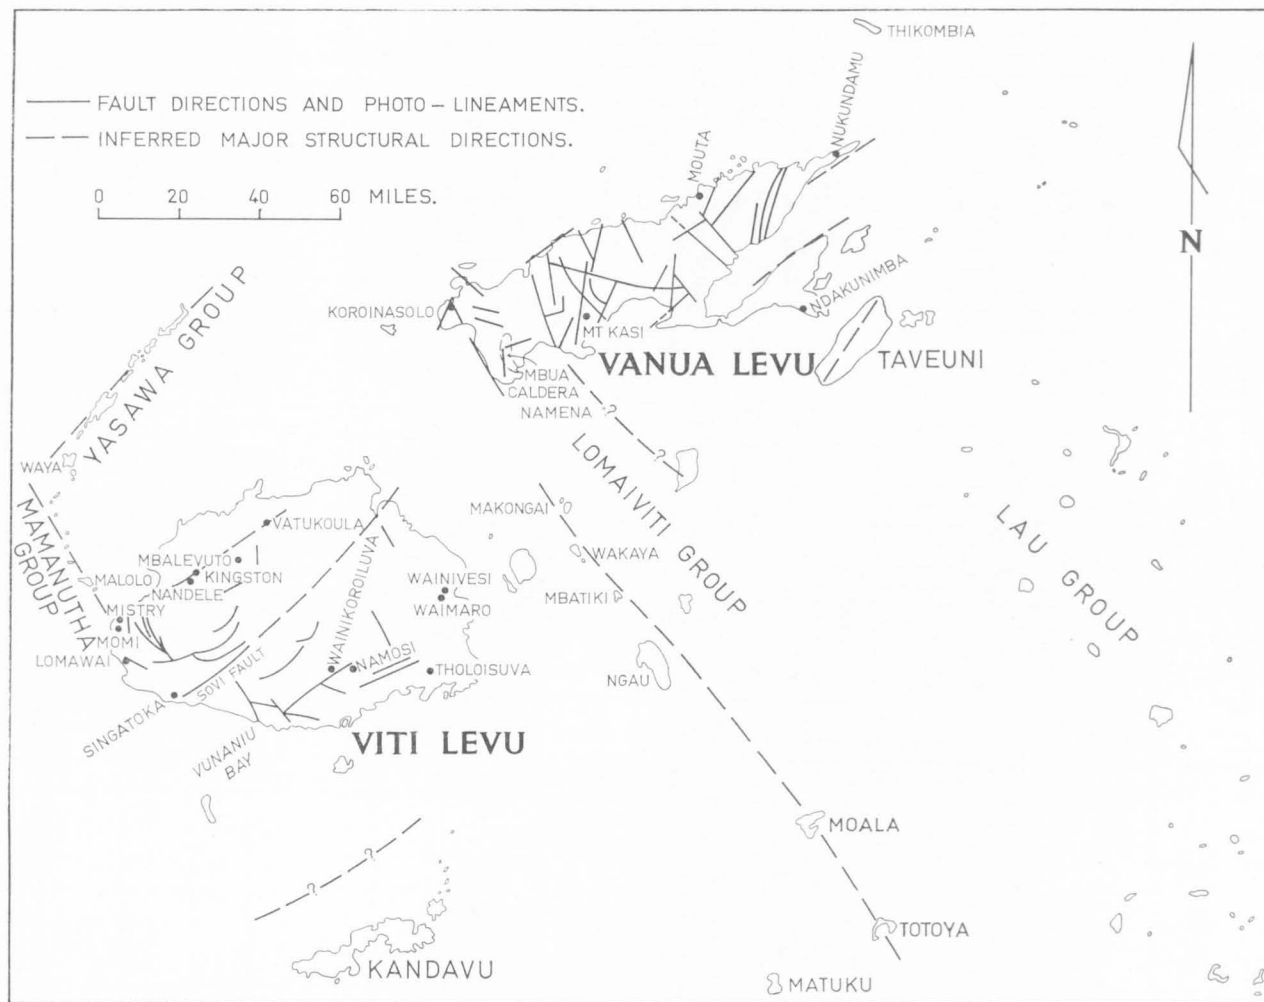 THIKOMBIA
FAULT DIRECTIONS AND PHOTO – LINEAMENTS.
INFERRED MAJOR STRUCTURAL DIRECTIONS.
0 20 40 60 MILES.
NUKUNDAMU
MOUTA
N
YASAWA GROUP
KOROINASOLO
NDAKUNIMBA
MT KASI
VANUA LEVU
TAVEUNI
MBUA
CALDERA
NAMENA
?
?
WAYA
LOMAIVITI GROUP
LAU GROUP
MAMANUTHA
GROUP
MAKONGAI
VATUKOULA
WAKAYA
MBALEVUTO
KINGSTON
MALOLO
NANDELE
WAINIVESI
WAIMARO
MBATIKI
MISTRY
MOMI
WAINIKOROILUVA
LOMAWAI
SOVI FAULT
NAMOSI
THOLOISUVA
NGAU
SINGATOKA
VUNANIU
BAY
VITI LEVU
MOALA
?
?
TOTOYA
KANDAVU
MATUKU